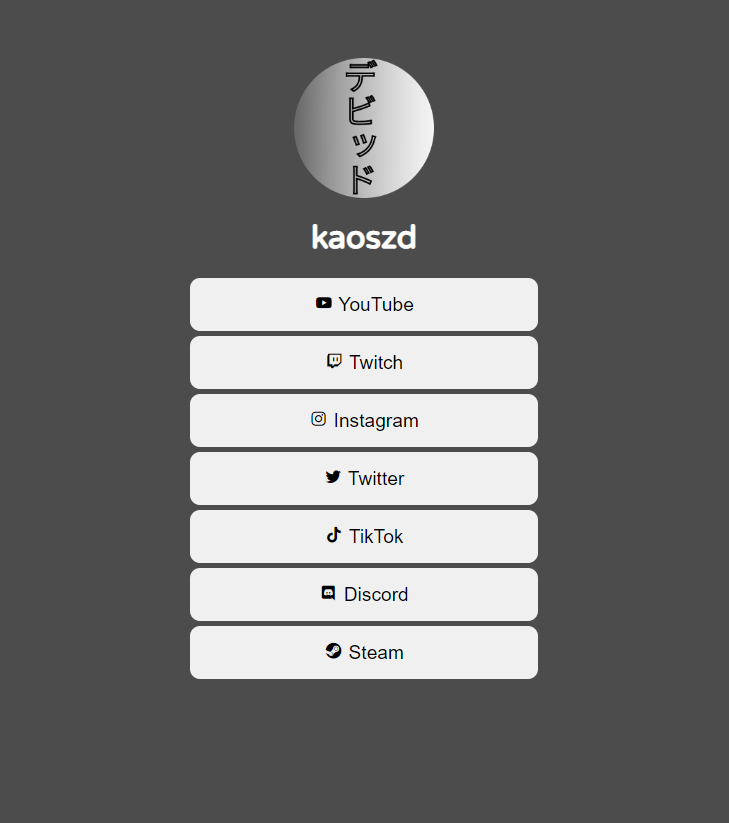 デビッド
kaoszd
YouTube
Twitch
Instagram
Twitter
TikTok
Discord
Steam